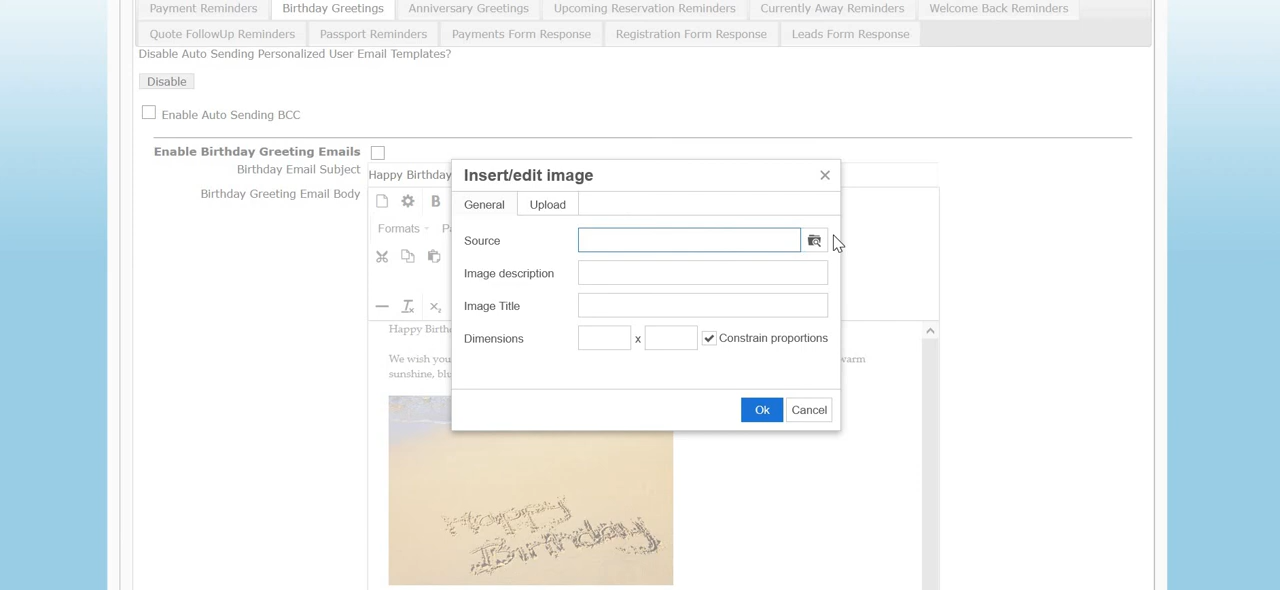 Payment Reminders Birthday Greetings Anniversary Greetings Upcoming Reservation Reminders Currently Away Reminders Welcome Back Reminders
Quote FollowUp Reminders Passport Reminders Payments Form Response Registration Form Response Leads Form Response
Disable Auto Sending Personalized User Email Templates?
Disable
Enable Auto Sending BCC
Enable Birthday Greeting Emails
Birthday Email Subject Happy Birthday
Birthday Greeting Email Body
B
Formats
Insert/edit image
General Upload
Source
Image description
Image Title
Dimensions x Constrain proportions
Ok Cancel
Happy
We wish you warm
sunshine,
Happy
Birthday